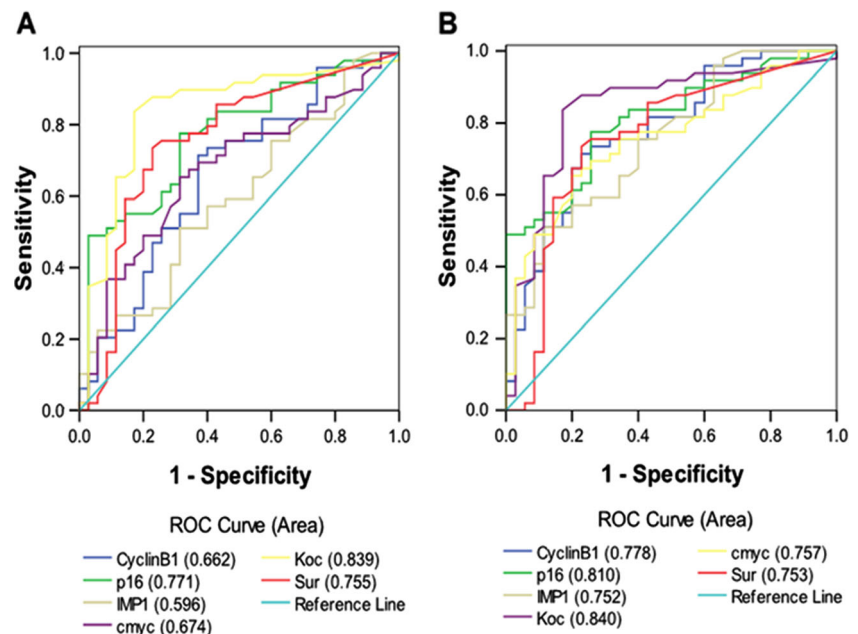 A
B
1.0
0.8
0.6
0.4
0.2
0.0
Sensitivity
0.0 0.2 0.4 0.6 0.8 1.0
1 - Specificity
ROC Curve (Area)
CyclinB1 (0.662)
p16 (0.771)
IMP1 (0.596)
cmyc (0.674)
Koc (0.839)
Sur (0.755)
Reference Line
1.0
0.8
0.6
0.4
0.2
0.0
Sensitivity
0.0 0.2 0.4 0.6 0.8 1.0
1 - Specificity
ROC Curve (Area)
CyclinB1 (0.778)
p16 (0.810)
IMP1 (0.752)
Koc (0.840)
cmyc (0.757)
Sur (0.753)
Reference Line